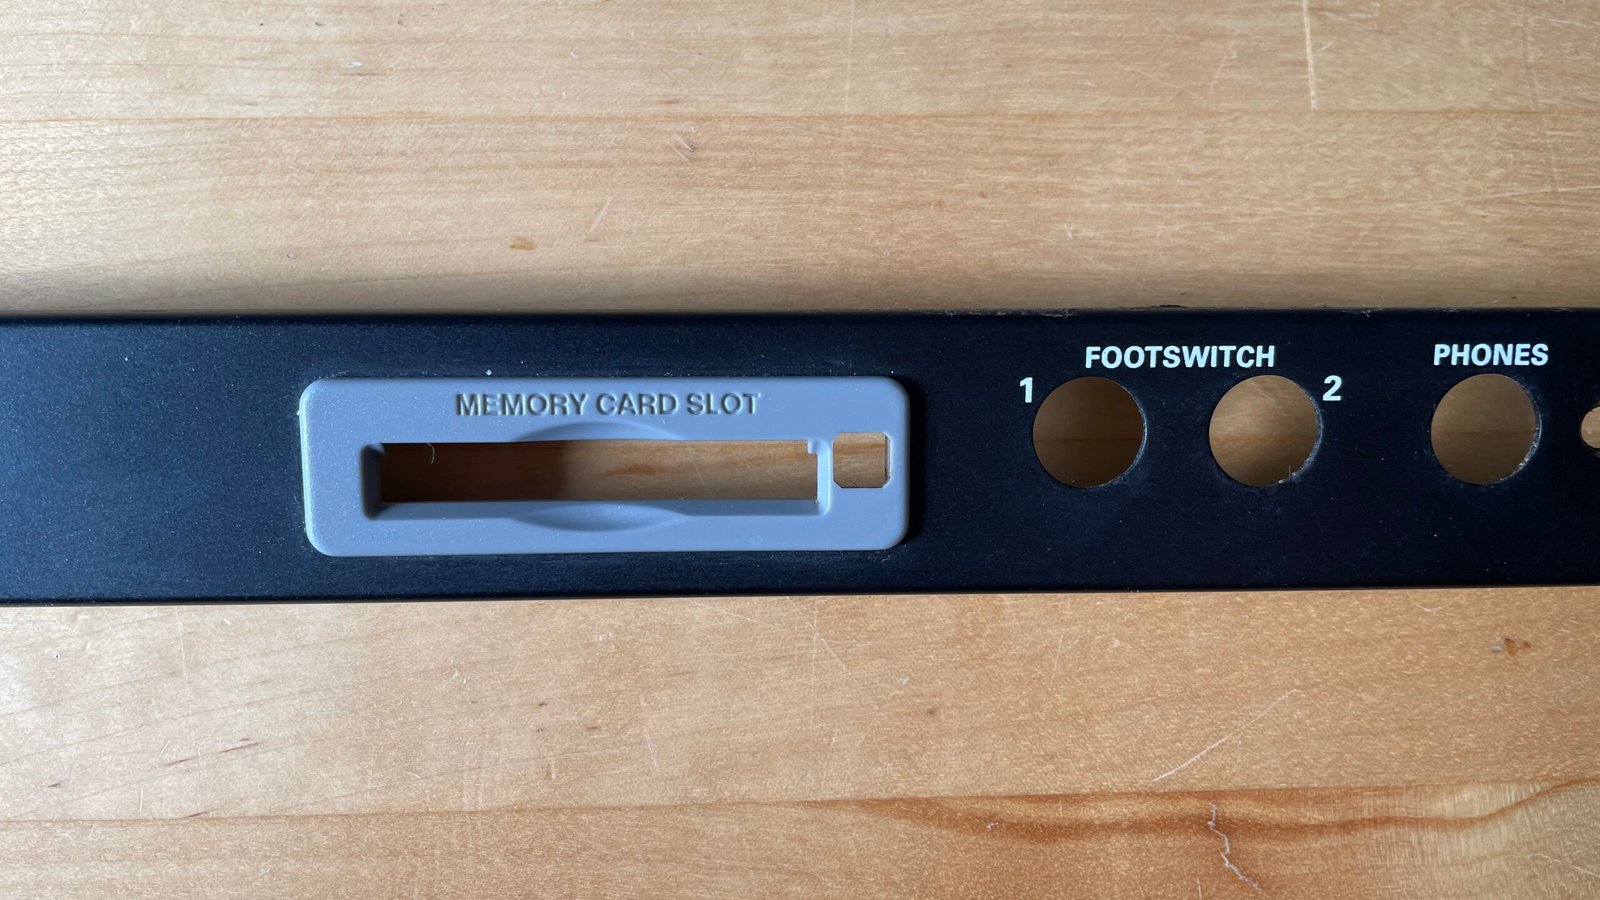 MEMORY CARD SLOT
FOOTSWITCH
1 2
PHONES